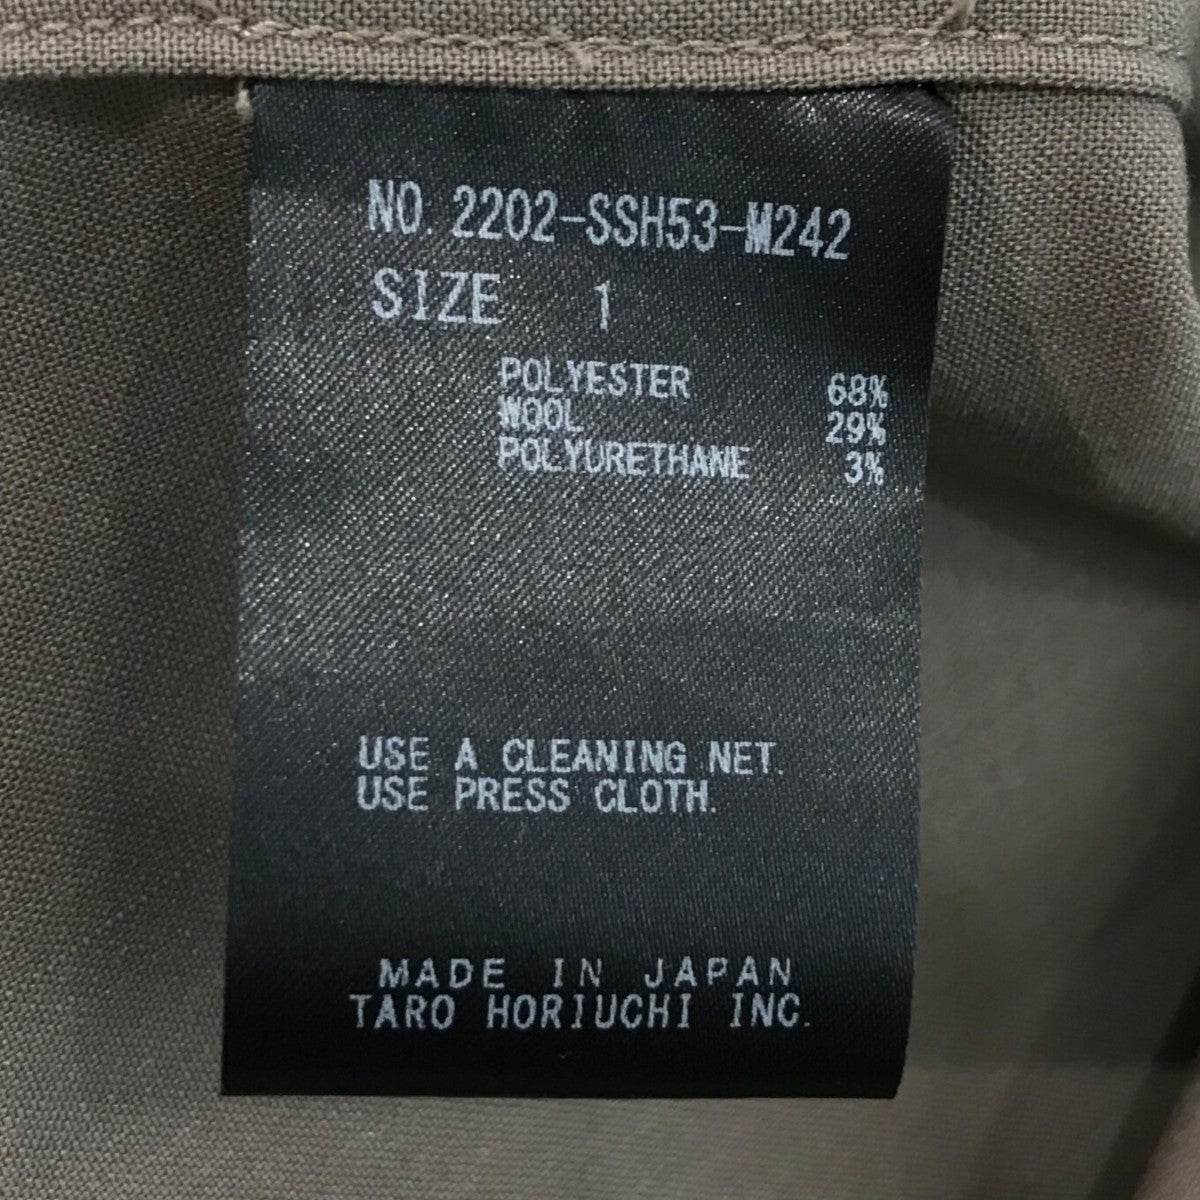 NO. 2202-SSH53-M242
SIZE 1
POLYESTER 68%
WOOL 29%
POLYURETHANE 3%
USE A CLEANING NET.
USE PRESS CLOTH.
MADE IN JAPAN
TARO HORIUCHI INC.